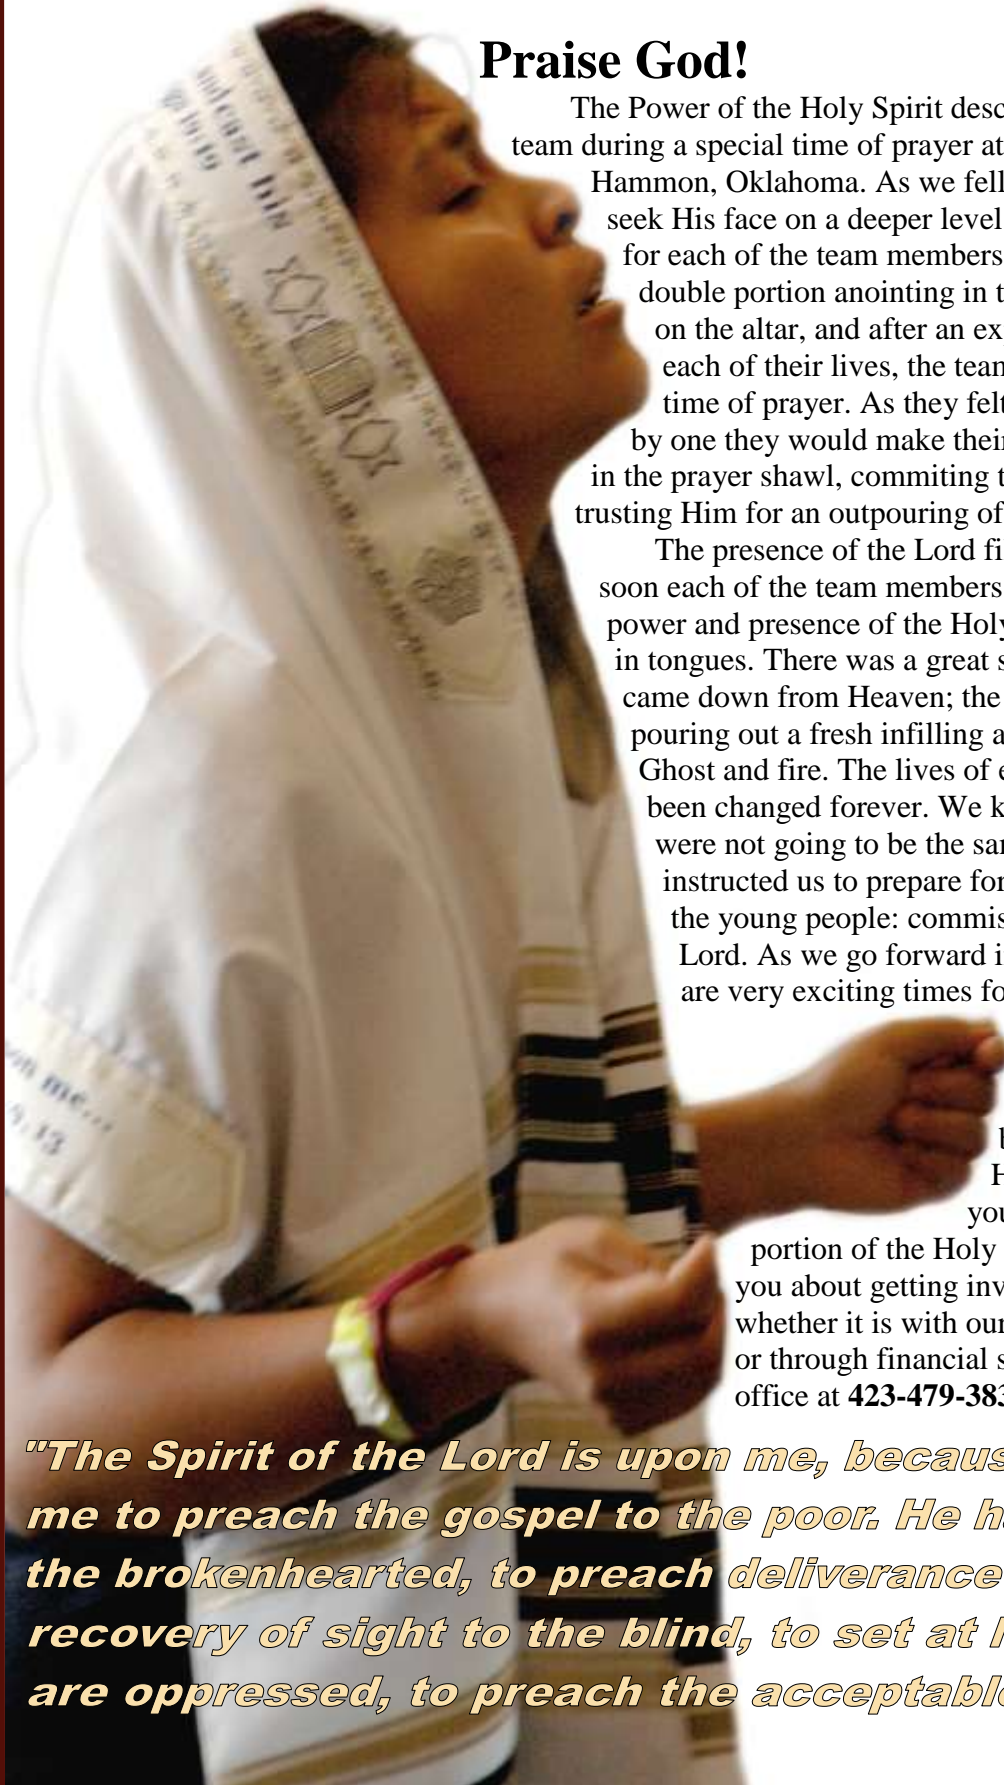 and cast his
19:19
on me...
Praise God!
The Power of the Holy Spirit desc
team during a special time of prayer at
Hammon, Oklahoma. As we fell
seek His face on a deeper level
for each of the team members
double portion anointing in t
on the altar, and after an ex
each of their lives, the team
time of prayer. As they felt
by one they would make their
in the prayer shawl, commiting t
trusting Him for an outpouring of
The presence of the Lord fi
soon each of the team members
power and presence of the Holy
in tongues. There was a great s
came down from Heaven; the
pouring out a fresh infilling a
Ghost and fire. The lives of e
been changed forever. We k
were not going to be the sam
instructed us to prepare for
the young people: commis
Lord. As we go forward i
are very exciting times fo
b
H
you
portion of the Holy
you about getting inv
whether it is with our
or through financial s
office at 423-479-383
"The Spirit of the Lord is upon me, becaus
me to preach the gospel to the poor. He ha
the brokenhearted, to preach deliverance
recovery of sight to the blind, to set at l
are oppressed, to preach the acceptable